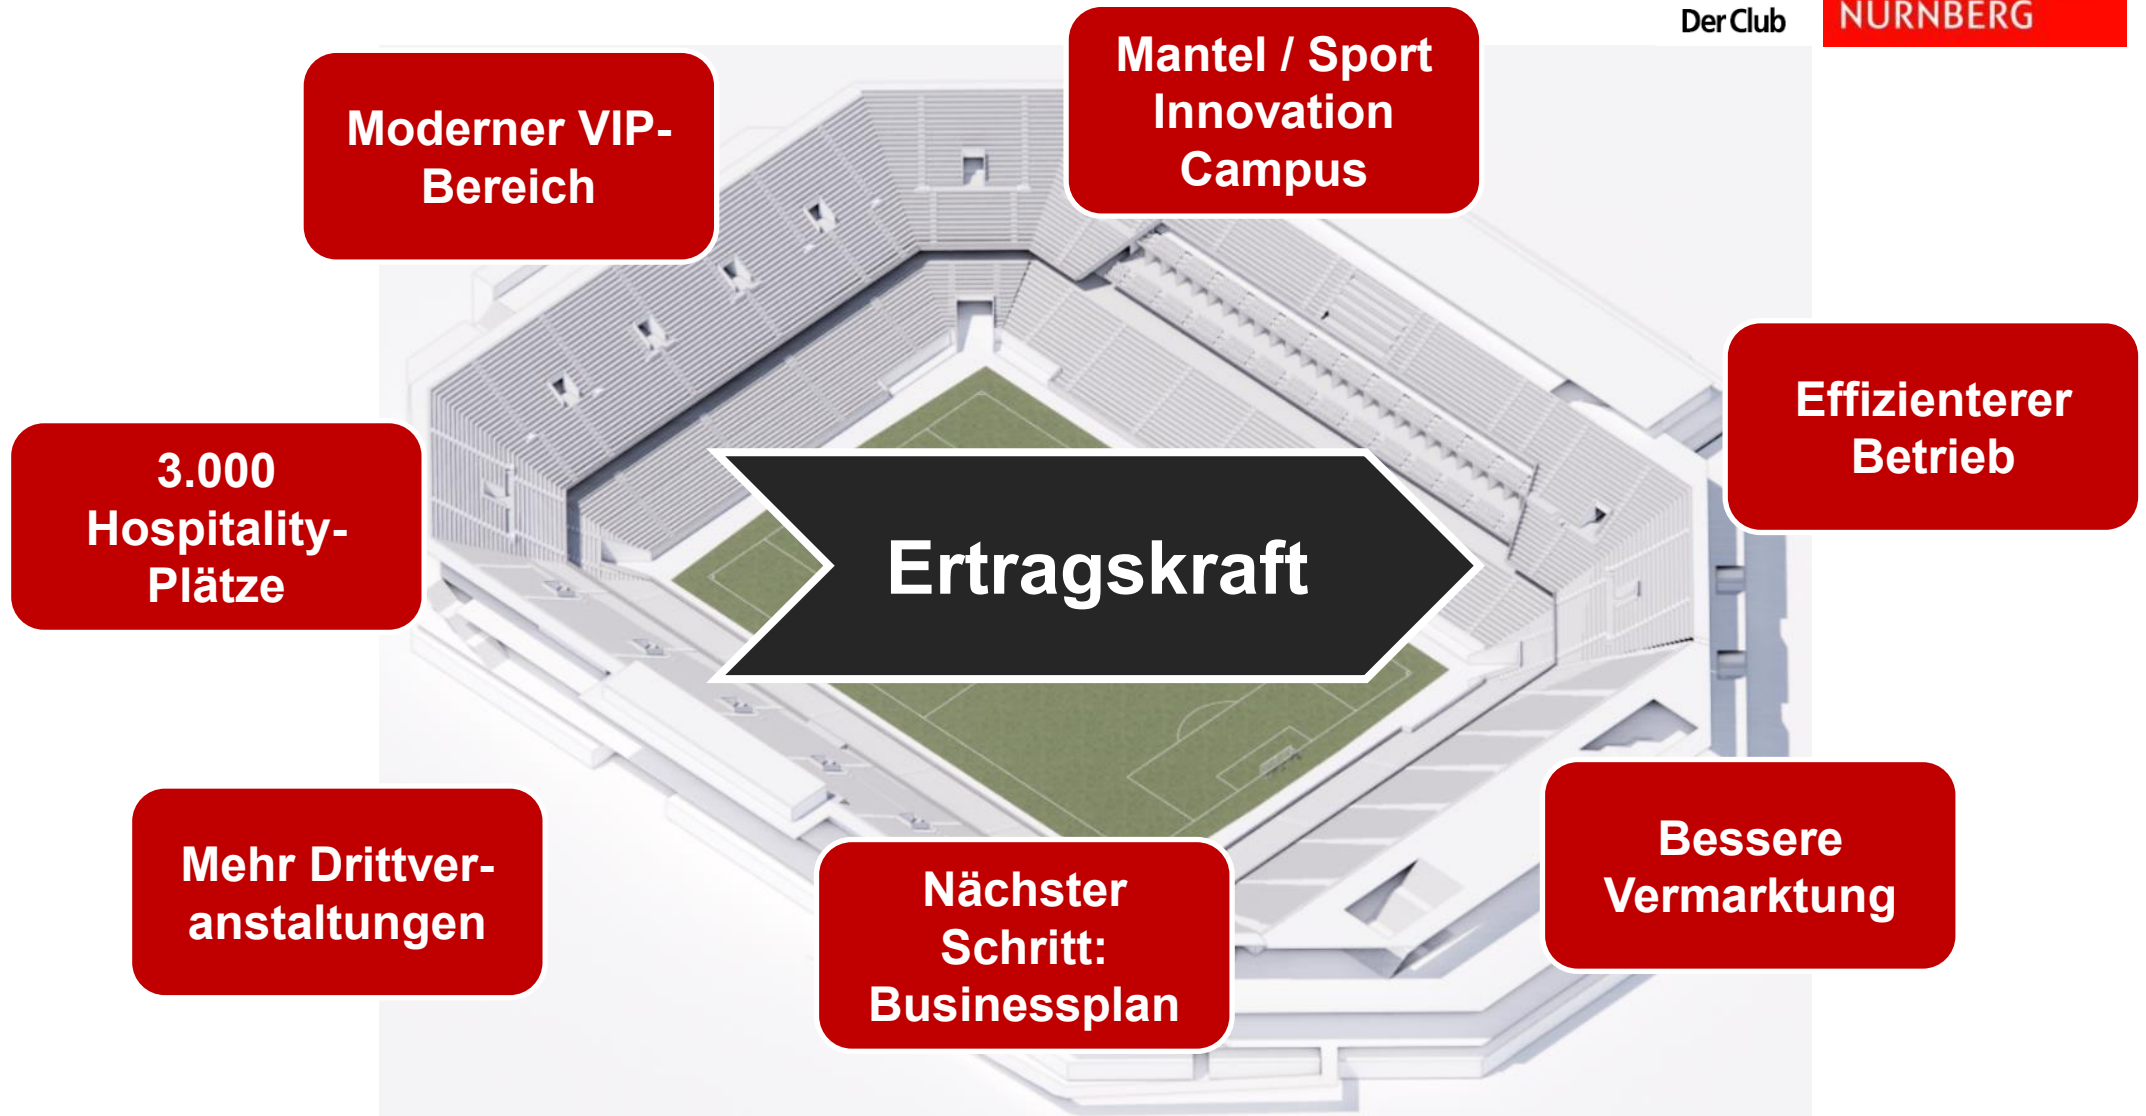 Der Club
NÜRNBERG
Mantel / Sport
Innovation
Campus
Moderner VIP-
Bereich
Effizienterer
Betrieb
3.000
Hospitality-
Plätze
Ertragskraft
Mehr Drittver-
anstaltungen
Nächster
Schritt:
Businessplan
Bessere
Vermarktung